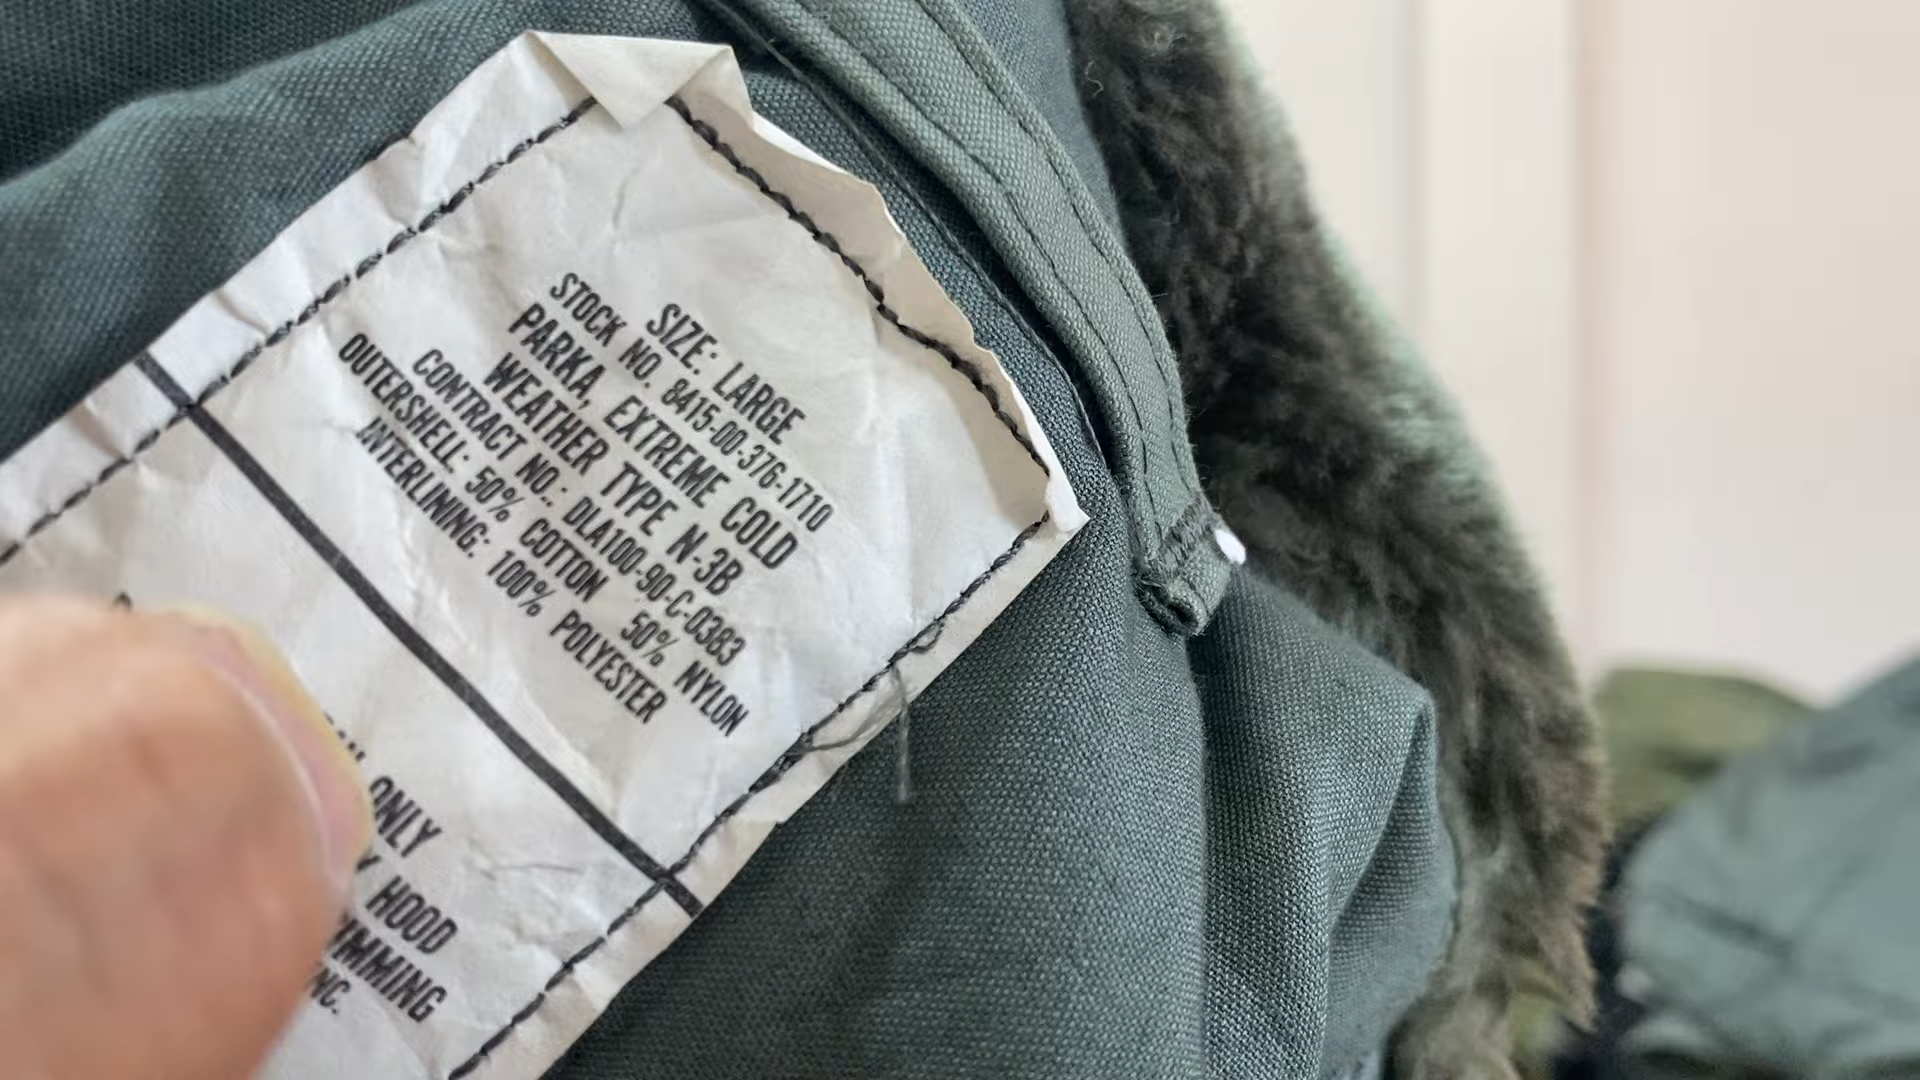 SIZE: LARGE
STOCK NO. 8415-00-376-1710
PARKA, EXTREME COLD
WEATHER TYPE N-3B
CONTRACT NO.: DLA100-90-C-0383
OUTERSHELL: 50% COTTON 50% NYLON
INTERLINING: 100% POLYESTER
ONLY
HOOD